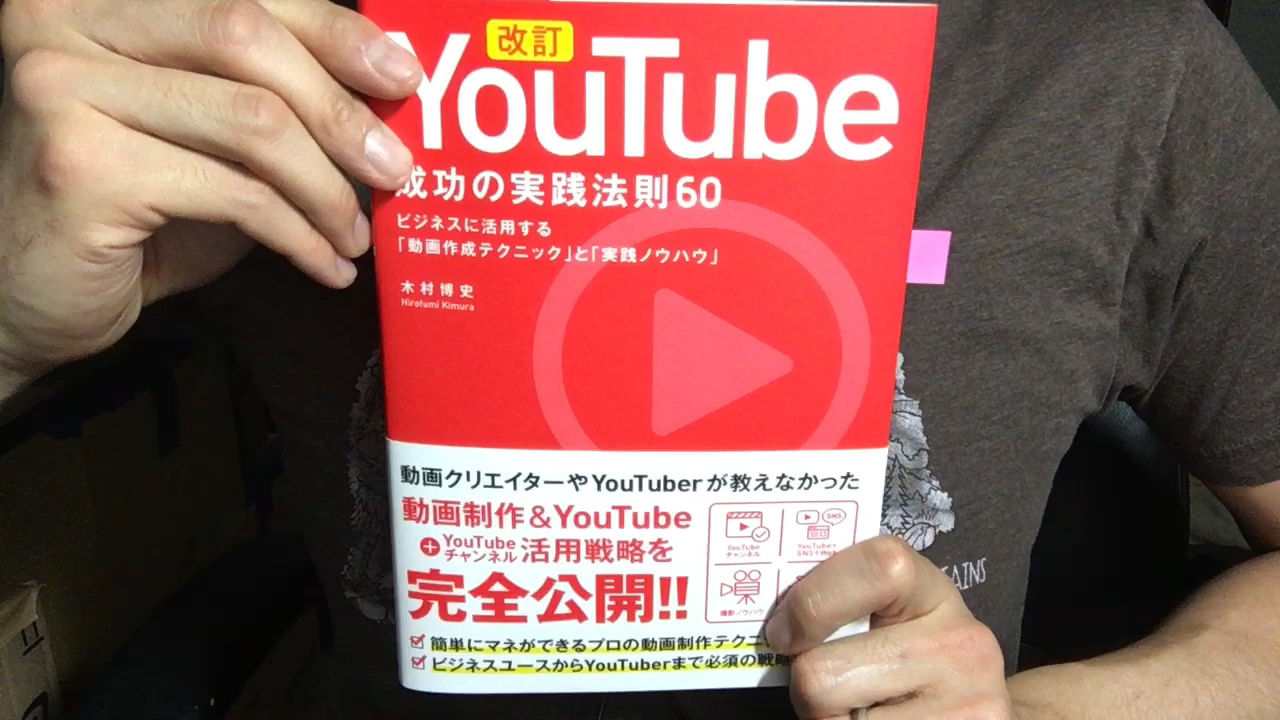 改訂
YouTube
成功の実践法則60
ビジネスに活用する
「動画作成テクニック」と「実践ノウハウ」
木村博史
Hirofumi Kimura
動画クリエイターやYouTuberが教えなかった
動画制作&YouTube
+YouTubeチャンネル活用戦略を
完全公開!!
YouTube
チャンネル
SNS
YouTube+
SNS+Web
撮影ノウハウ
簡単にマネができるプロの動画制作テクニ
ビジネスユースからYouTuberまで必須の戦略
AINS